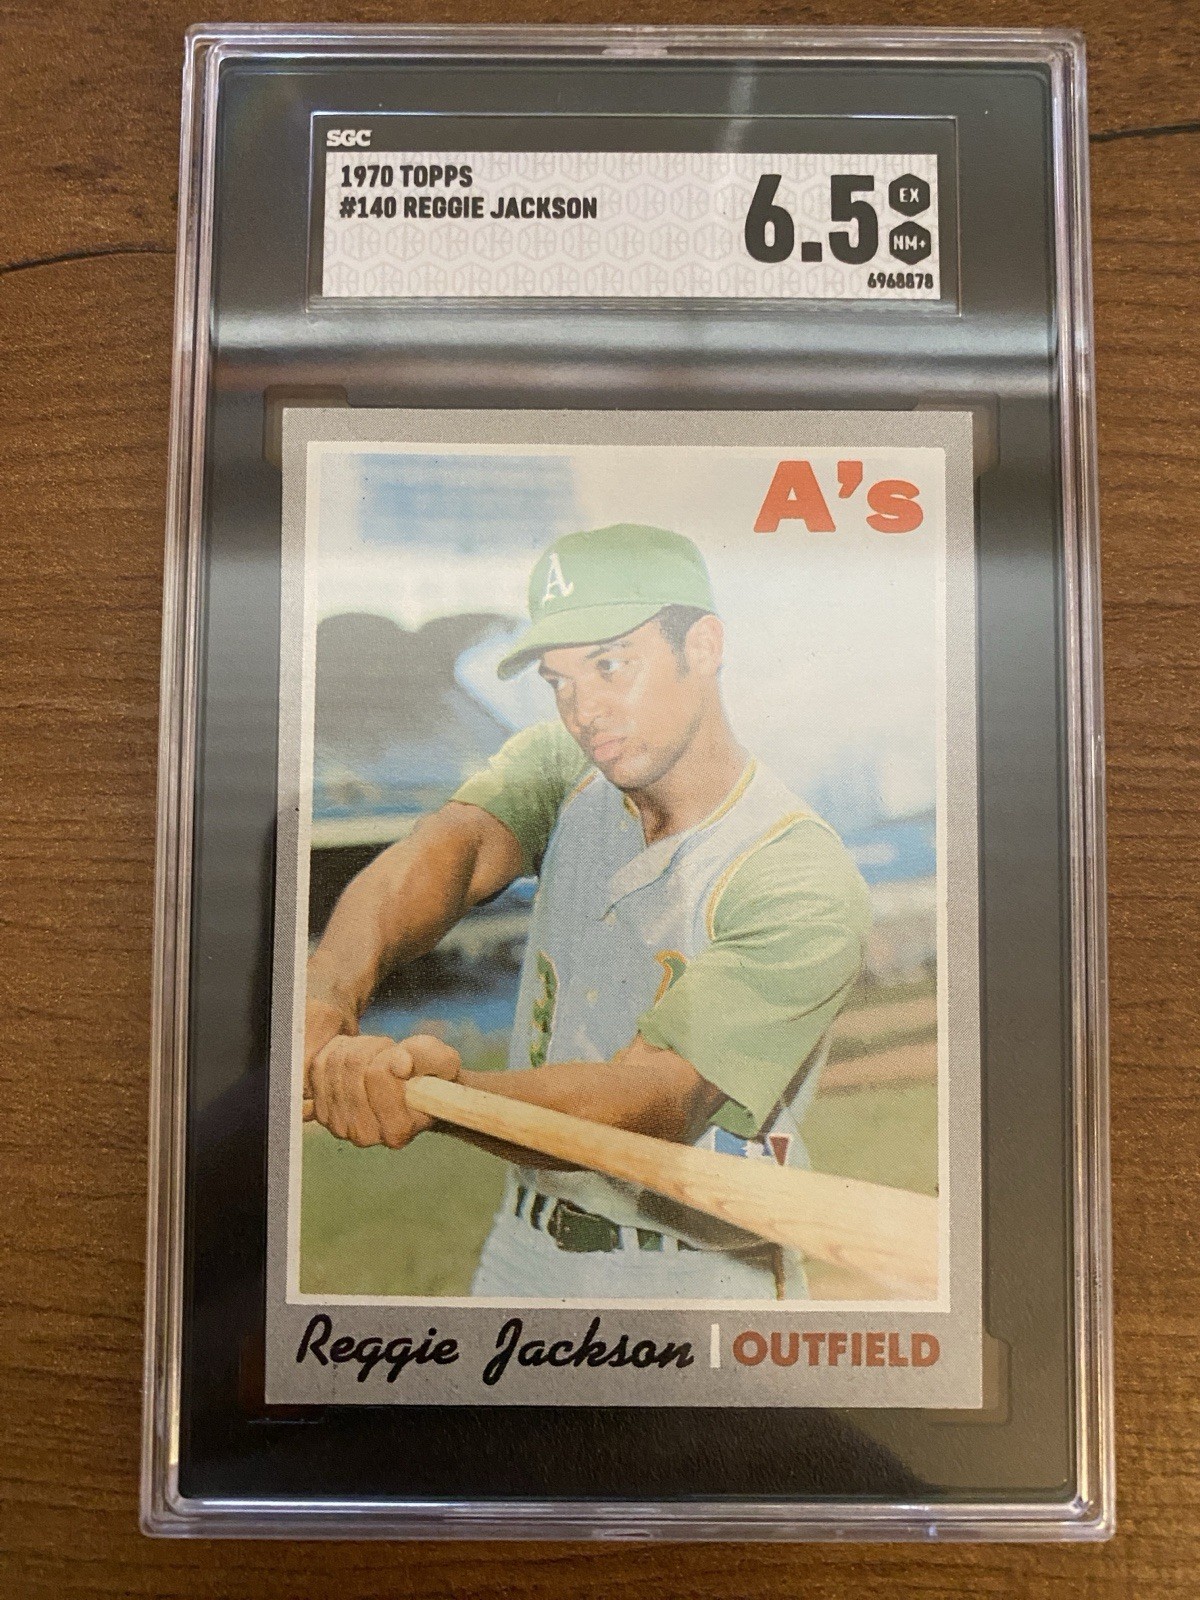 SGC
1970 TOPPS
#140 REGGIE JACKSON
6.5
EX
NM+
6968878
A's
A
Reggie Jackson | OUTFIELD